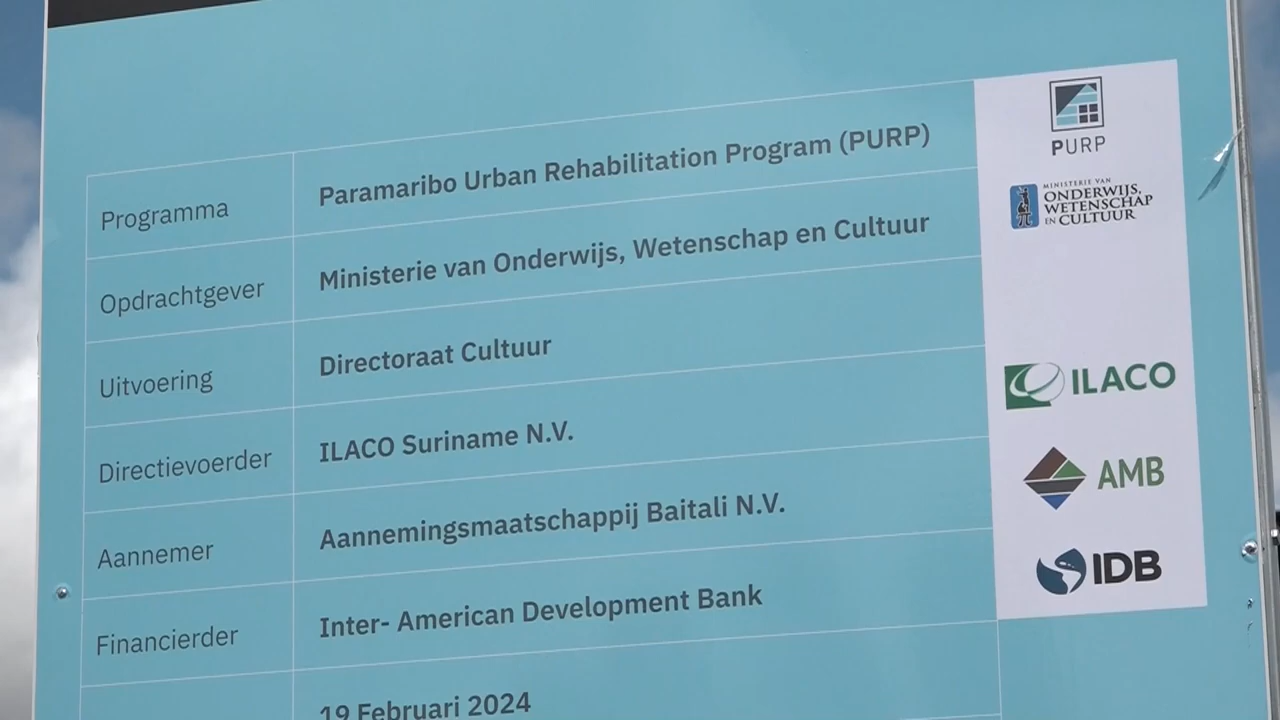 Programma Paramaribo Urban Rehabilitation Program (PURP)
Opdrachtgever Ministerie van Onderwijs, Wetenschap en Cultuur
Uitvoering Directoraat Cultuur
Directievoerder ILACO Suriname N.V.
Aannemer Aannemingsmaatschappij Baitali N.V.
Financierder Inter- American Development Bank
19 Februari 2024
PURP
MINISTERIE VAN
ONDERWIJS,
WETENSCHAP
EN CULTUUR
ILACO
AMB
IDB